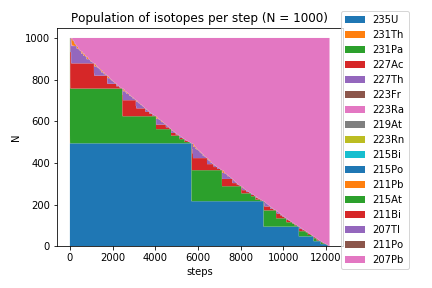 Population of isotopes per step (N = 1000)
N
1000
800
600
400
200
0
0 2000 4000 6000 8000 10000 12000
steps
235U
231Th
231Pa
227Ac
227Th
223Fr
223Ra
219At
223Rn
215Bi
215Po
211Pb
215At
211Bi
207Tl
211Po
207Pb